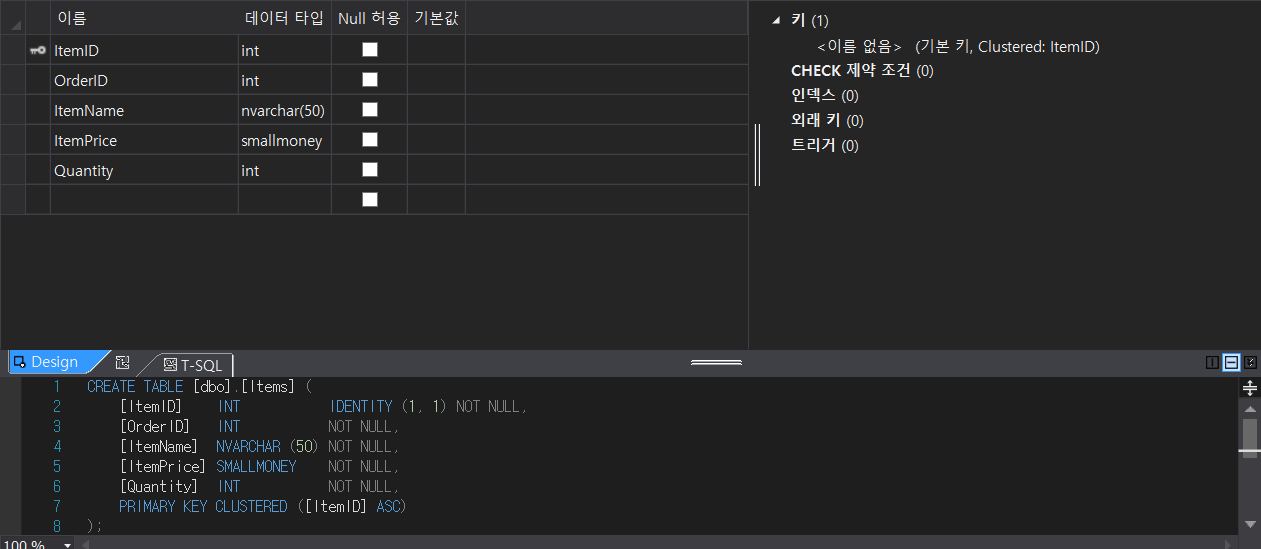 이름 데이터 타입 Null 허용 기본값
ItemID int
OrderID int
ItemName nvarchar(50)
ItemPrice smallmoney
Quantity int
키 (1)
<이름 없음> (기본 키, Clustered: ItemID)
CHECK 제약 조건 (0)
인덱스 (0)
외래 키 (0)
트리거 (0)
Design T-SQL
1 CREATE TABLE [dbo].[Items] (
2 [ItemID] INT IDENTITY (1, 1) NOT NULL,
3 [OrderID] INT NOT NULL,
4 [ItemName] NVARCHAR (50) NOT NULL,
5 [ItemPrice] SMALLMONEY NOT NULL,
6 [Quantity] INT NOT NULL,
7 PRIMARY KEY CLUSTERED ([ItemID] ASC)
8 );
100 %